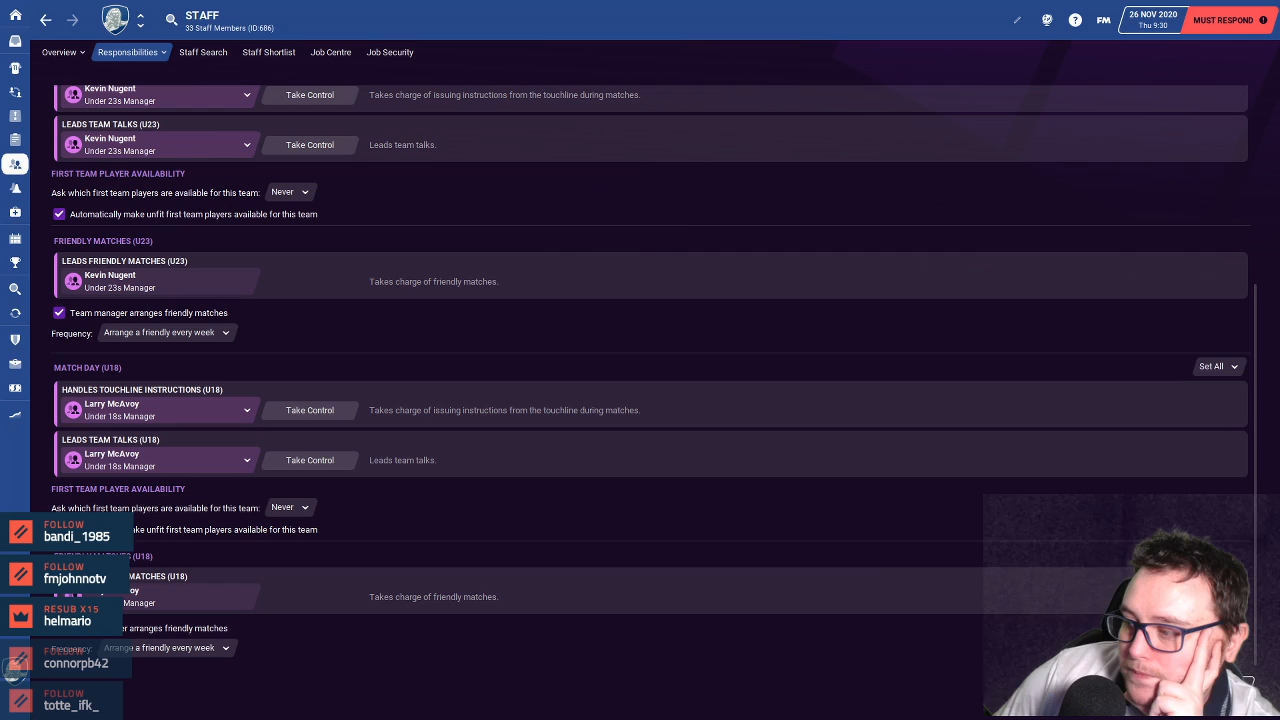 STAFF
33 Staff Members (ID:686)
FM
26 NOV 2020
Thu 9:30
MUST RESPOND
Overview
Responsibilities
Staff Search
Staff Shortlist
Job Centre
Job Security
Kevin Nugent
Under 23s Manager
Take Control
Takes charge of issuing instructions from the touchline during matches.
LEADS TEAM TALKS (U23)
Kevin Nugent
Under 23s Manager
Take Control
Leads team talks.
FIRST TEAM PLAYER AVAILABILITY
Ask which first team players are available for this team: Never
Automatically make unfit first team players available for this team
FRIENDLY MATCHES (U23)
LEADS FRIENDLY MATCHES (U23)
Kevin Nugent
Under 23s Manager
Takes charge of friendly matches.
Team manager arranges friendly matches
Frequency: Arrange a friendly every week
MATCH DAY (U18)
Set All
HANDLES TOUCHLINE INSTRUCTIONS (U18)
Larry McAvoy
Under 18s Manager
Take Control
Takes charge of issuing instructions from the touchline during matches.
LEADS TEAM TALKS (U18)
Larry McAvoy
Under 18s Manager
Take Control
Leads team talks.
FIRST TEAM PLAYER AVAILABILITY
Ask which first team players are available for this team: Never
make unfit first team players available for this team
FOLLOW
bandi_1985
FRIENDLY MATCHES (U18)
MATCHES (U18)
Manager
Takes charge of friendly matches.
FOLLOW
fmjohnnotv
RESUB X15
helmario
arranges friendly matches
Frequency: Arrange a friendly every week
FOLLOW
connorpb42
FOLLOW
totte_ifk_